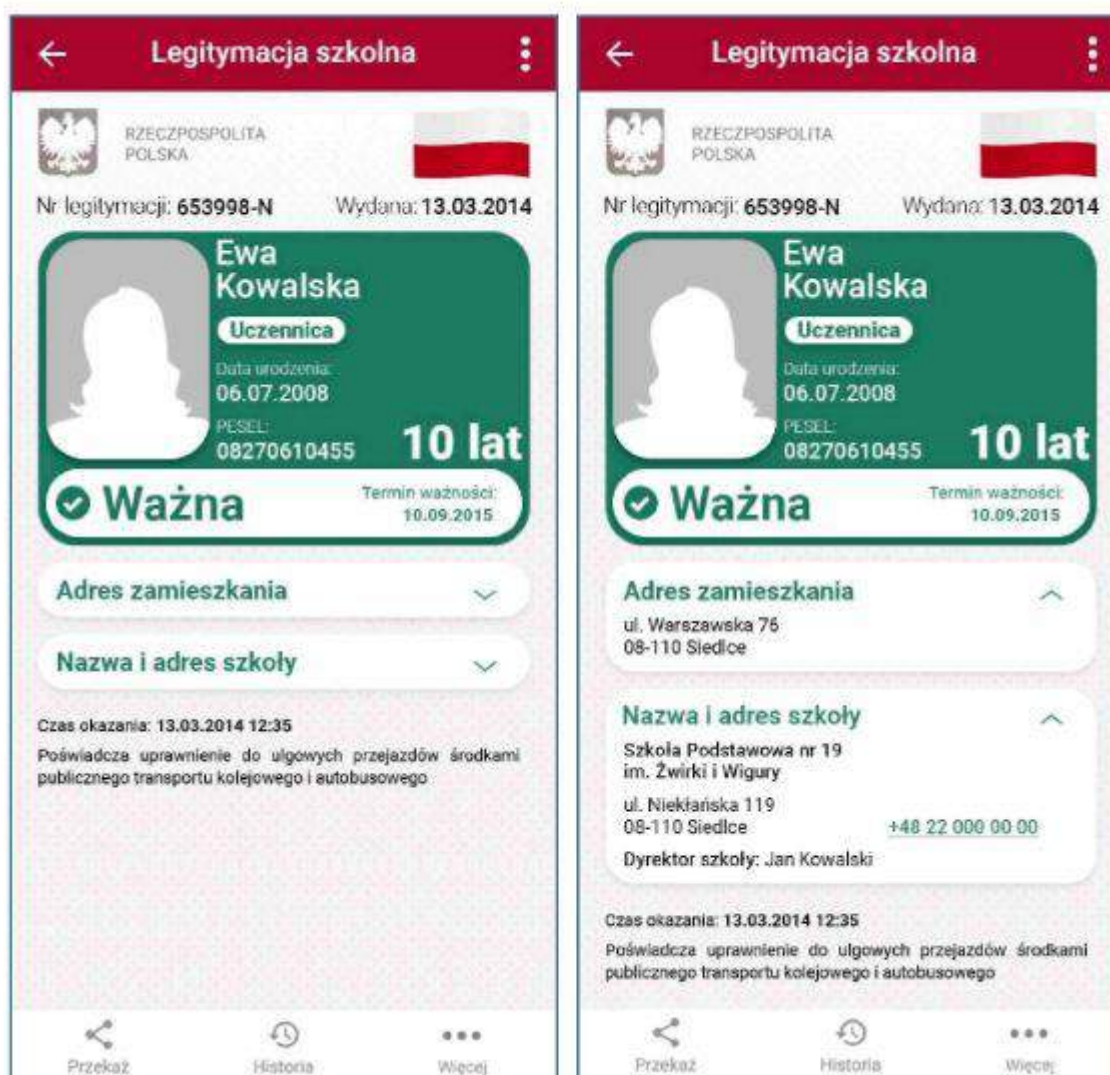 Legitymacja szkolna
RZECZPOSPOLITA
POLSKA
Nr legitymacji: 653998-N Wydana: 13.03.2014
Ewa
Kowalska
Uczennica
Data urodzenia:
06.07.2008
PESEL:
08270610455
10 lat
Ważna
Termin ważności:
10.09.2015
Adres zamieszkania
Nazwa i adres szkoły
Czas okazania: 13.03.2014 12:35
Poświadcza uprawnienie do ulgowych przejazdów środkami
publicznego transportu kolejowego i autobusowego
Przekaż Historia Więcej
Legitymacja szkolna
RZECZPOSPOLITA
POLSKA
Nr legitymacji: 653998-N Wydana: 13.03.2014
Ewa
Kowalska
Uczennica
Data urodzenia:
06.07.2008
PESEL:
08270610455
10 lat
Ważna
Termin ważności:
10.09.2015
Adres zamieszkania
ul. Warszawska 76
08-110 Siedlce
Nazwa i adres szkoły
Szkoła Podstawowa nr 19
im. Żwirki i Wigury
ul. Niekłańska 119
08-110 Siedlce +48 22 000 00 00
Dyrektor szkoły: Jan Kowalski
Czas okazania: 13.03.2014 12:35
Poświadcza uprawnienie do ulgowych przejazdów środkami
publicznego transportu kolejowego i autobusowego
Przekaż Historia Więcej